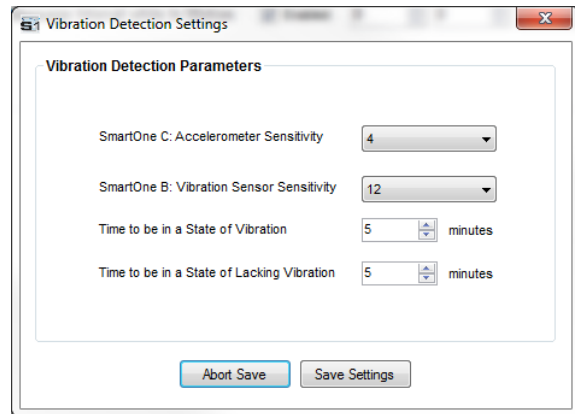 S1 Vibration Detection Settings
Vibration Detection Parameters
SmartOne C: Accelerometer Sensitivity 4
SmartOne B: Vibration Sensor Sensitivity 12
Time to be in a State of Vibration 5 minutes
Time to be in a State of Lacking Vibration 5 minutes
Abort Save Save Settings